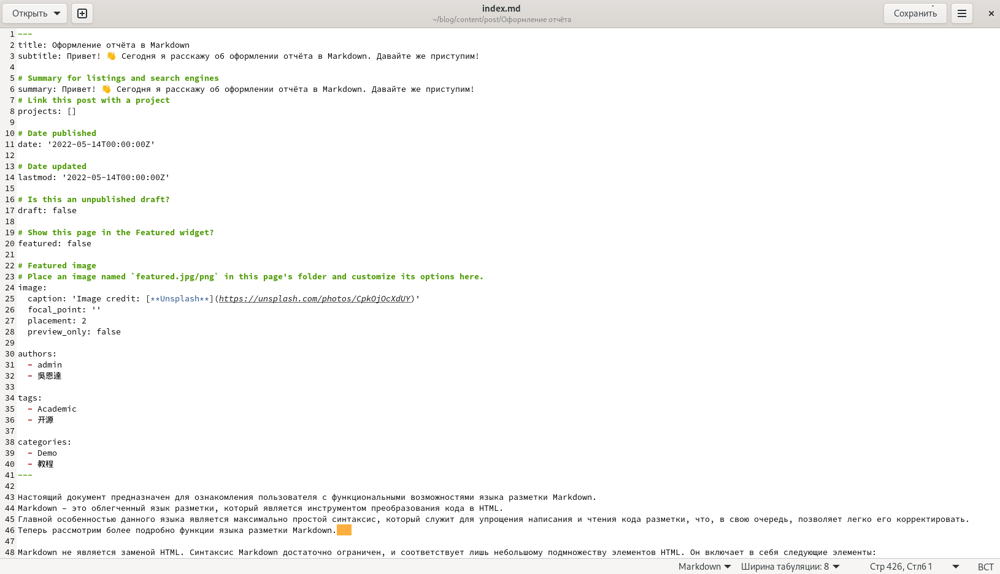 Открыть
index.md
~/blog/content/post/Оформление отчёта
Сохранить
1 ---
2 title: Оформление отчёта в Markdown
3 subtitle: Привет! 👋 Сегодня я расскажу об оформлении отчёта в Markdown. Давайте же приступим!
4
5 # Summary for listings and search engines
6 summary: Привет! 👋 Сегодня я расскажу об оформлении отчёта в Markdown. Давайте же приступим!
7 # Link this post with a project
8 projects: []
9
10 # Date published
11 date: '2022-05-14T00:00:00Z'
12
13 # Date updated
14 lastmod: '2022-05-14T00:00:00Z'
15
16 # Is this an unpublished draft?
17 draft: false
18
19 # Show this page in the Featured widget?
20 featured: false
21
22 # Featured image
23 # Place an image named `featured.jpg/png` in this page's folder and customize its options here.
24 image:
25   caption: 'Image credit: [**Unsplash**](https://unsplash.com/photos/CpkOjOcXdUY)'
26   focal_point: ''
27   placement: 2
28   preview_only: false
29
30 authors:
31   - admin
32   - 吳恩達
33
34 tags:
35   - Academic
36   - 开源
37
38 categories:
39   - Demo
40   - 教程
41 ---
42
43 Настоящий документ предназначен для ознакомления пользователя с функциональными возможностями языка разметки Markdown.
44 Markdown – это облегченный язык разметки, который является инструментом преобразования кода в HTML.
45 Главной особенностью данного языка является максимально простой синтаксис, который служит для упрощения написания и чтения кода разметки, что, в свою очередь, позволяет легко его корректировать.
46 Теперь рассмотрим более подробно функции языка разметки Markdown.
47
48 Markdown не является заменой HTML. Синтаксис Markdown достаточно ограничен, и соответствует лишь небольшому подмножеству элементов HTML. Он включает в себя следующие элементы:
Markdown Ширина табуляции: 8 Стр 426, Стлб 1 ВСТ